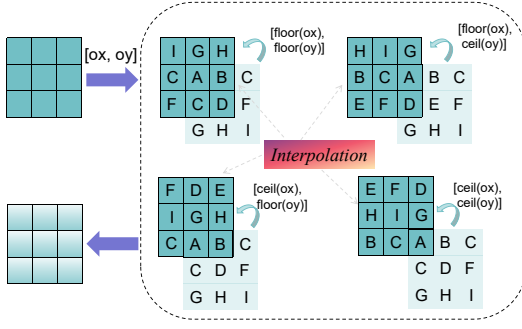 [ox, oy]
I G H
C A B C
F C D F
G H I
[floor(ox),
floor(oy)]
H I G
B C A B C
E F D E F
G H I
[floor(ox),
ceil(oy)]
Interpolation
F D E
I G H
C A B C
C D F
G H I
[ceil(ox),
floor(oy)]
E F D
H I G
B C A B C
C D F
G H I
[ceil(ox),
ceil(oy)]